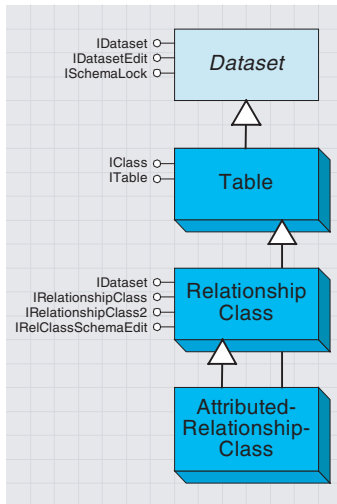 IDataset
IDatasetEdit
ISchemaLock
Dataset
IClass
ITable
Table
IDataset
IRelationshipClass
IRelationshipClass2
IRelClassSchemaEdit
Relationship
Class
Attributed-
Relationship-
Class